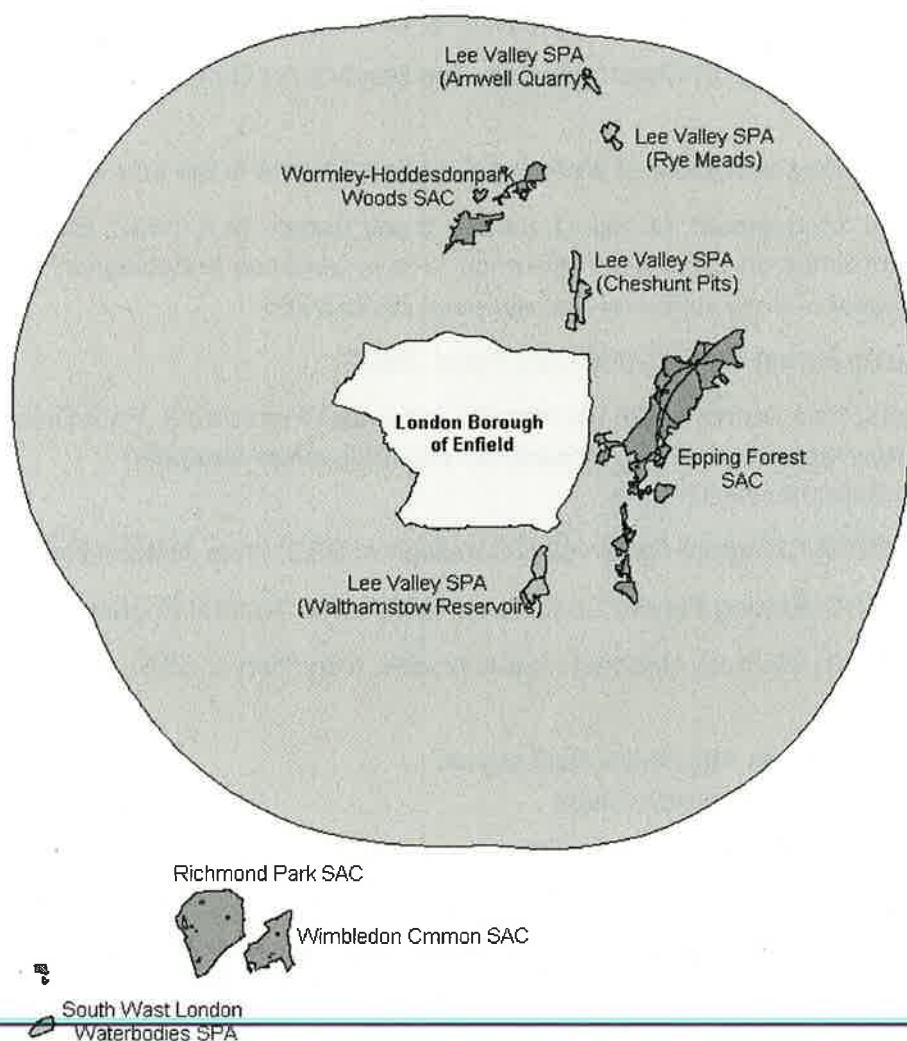 Lee Valley SPA
(Amwell Quarry)
Lee Valley SPA
(Rye Meads)
Wormley-Hoddesdonpark
Woods SAC
Lee Valley SPA
(Cheshunt Pits)
London Borough
of Enfield
Epping Forest
SAC
Lee Valley SPA
(Walthamstow Reservoire)
Richmond Park SAC
Wimbledon Cmmon SAC
South Wast London
Waterbodies SPA